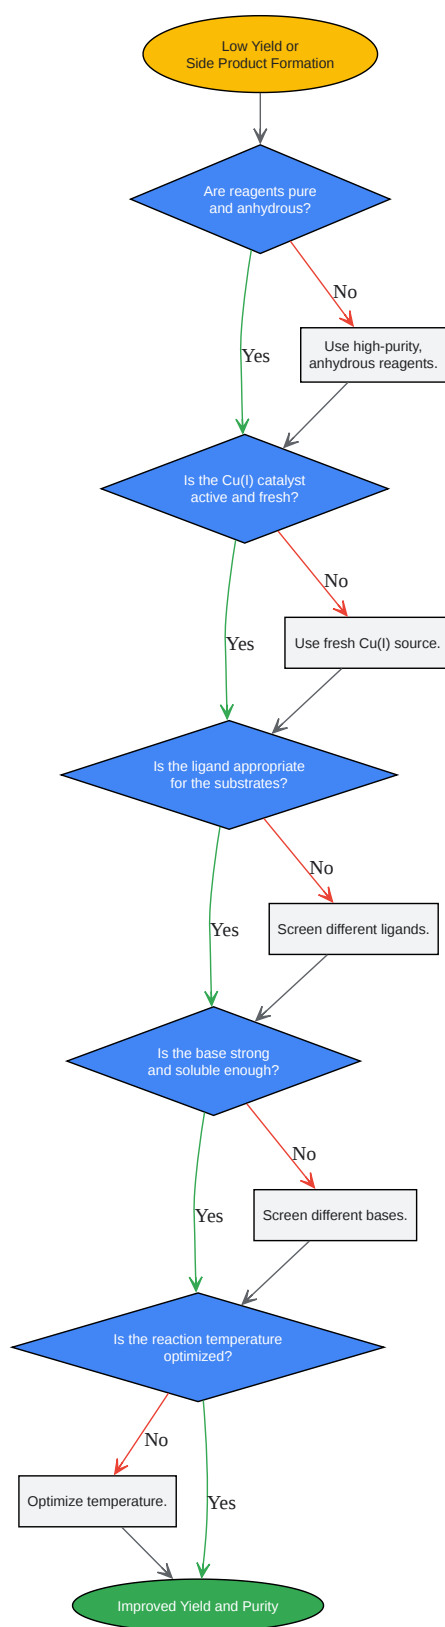 Low Yield or
Side Product Formation
Are reagents pure
and anhydrous?
No
Yes
Use high-purity,
anhydrous reagents.
Is the Cu(I) catalyst
active and fresh?
No
Yes
Use fresh Cu(I) source.
Is the ligand appropriate
for the substrates?
No
Yes
Screen different ligands.
Is the base strong
and soluble enough?
No
Yes
Screen different bases.
Is the reaction temperature
optimized?
No
Yes
Optimize temperature.
Improved Yield and Purity